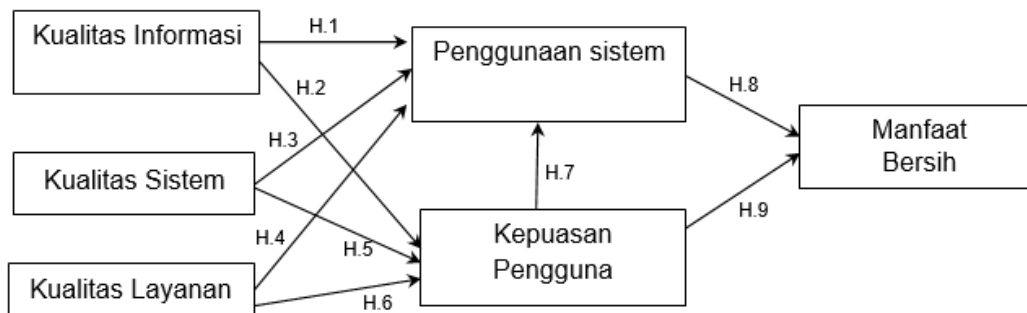 Kualitas Informasi
H.1
Penggunaan sistem
H.2
H.8
H.3
Manfaat
Bersih
Kualitas Sistem
H.7
H.9
H.4
H.5
Kepuasan
Pengguna
Kualitas Layanan
H.6